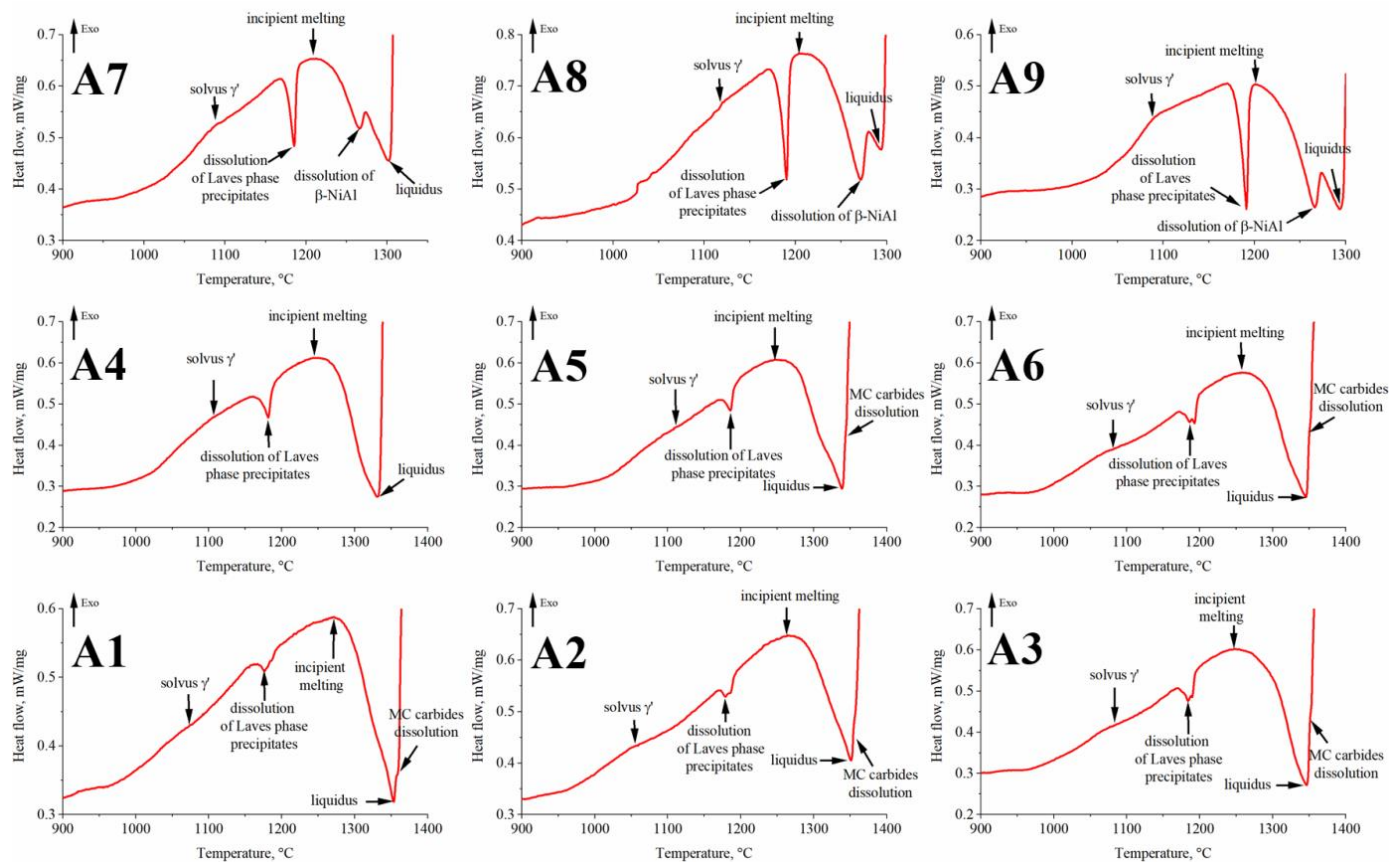 Exo
A7
Heat flow, mW/mg
0.7
0.6
0.5
0.4
0.3
incipient melting
solvus γ'
dissolution
of Laves phase
precipitates
dissolution of
β-NiAl
liquidus
900
1000
1100
1200
1300
Temperature, °C
Exo
A8
Heat flow, mW/mg
0.8
0.7
0.6
0.5
0.4
incipient melting
solvus γ'
liquidus
dissolution
of Laves phase
precipitates
dissolution of β-NiAl
900
1000
1100
1200
1300
Temperature, °C
Exo
A9
Heat flow, mW/mg
0.6
0.5
0.4
0.3
0.2
incipient melting
solvus γ'
liquidus
dissolution
of Laves
phase precipitates
dissolution of β-NiAl
900
1000
1100
1200
1300
Temperature, °C
Exo
A4
Heat flow, mW/mg
0.7
0.6
0.5
0.4
0.3
0.2
incipient melting
solvus γ'
dissolution of Laves
phase precipitates
liquidus
900
1000
1100
1200
1300
1400
Temperature, °C
Exo
A5
Heat flow, mW/mg
0.7
0.6
0.5
0.4
0.3
0.2
incipient melting
solvus γ'
MC carbides
dissolution
dissolution of Laves
phase precipitates
liquidus
900
1000
1100
1200
1300
1400
Temperature, °C
Exo
A6
Heat flow, mW/mg
0.7
0.6
0.5
0.4
0.3
0.2
incipient melting
MC carbides
dissolution
solvus γ'
dissolution of Laves
phase precipitates
liquidus
900
1000
1100
1200
1300
1400
Temperature, °C
Exo
A1
Heat flow, mW/mg
0.6
0.5
0.4
0.3
incipient
melting
solvus γ'
dissolution
of Laves phase
precipitates
MC carbides
dissolution
liquidus
900
1000
1100
1200
1300
1400
Temperature, °C
Exo
A2
Heat flow, mW/mg
0.7
0.6
0.5
0.4
0.3
incipient melting
solvus γ'
dissolution
of Laves phase
precipitates
liquidus
MC carbides
dissolution
900
1000
1100
1200
1300
1400
Temperature, °C
Exo
A3
Heat flow, mW/mg
0.7
0.6
0.5
0.4
0.3
0.2
incipient
melting
solvus γ'
dissolution
of Laves phase
precipitates
MC carbides
dissolution
liquidus
900
1000
1100
1200
1300
1400
Temperature, °C